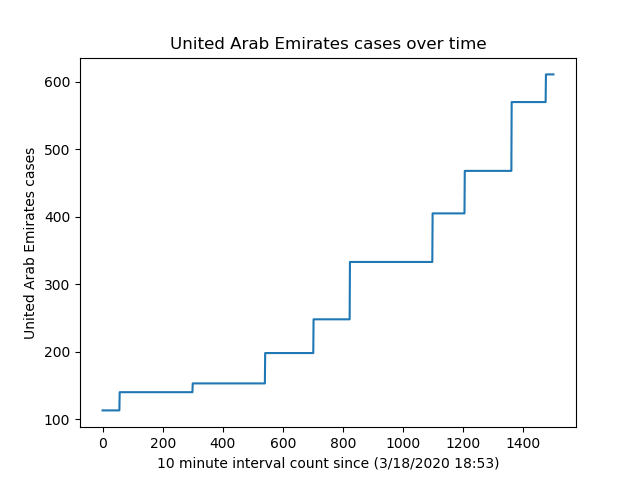 United Arab Emirates cases over time
United Arab Emirates cases
600
500
400
300
200
100
0 200 400 600 800 1000 1200 1400
10 minute interval count since (3/18/2020 18:53)